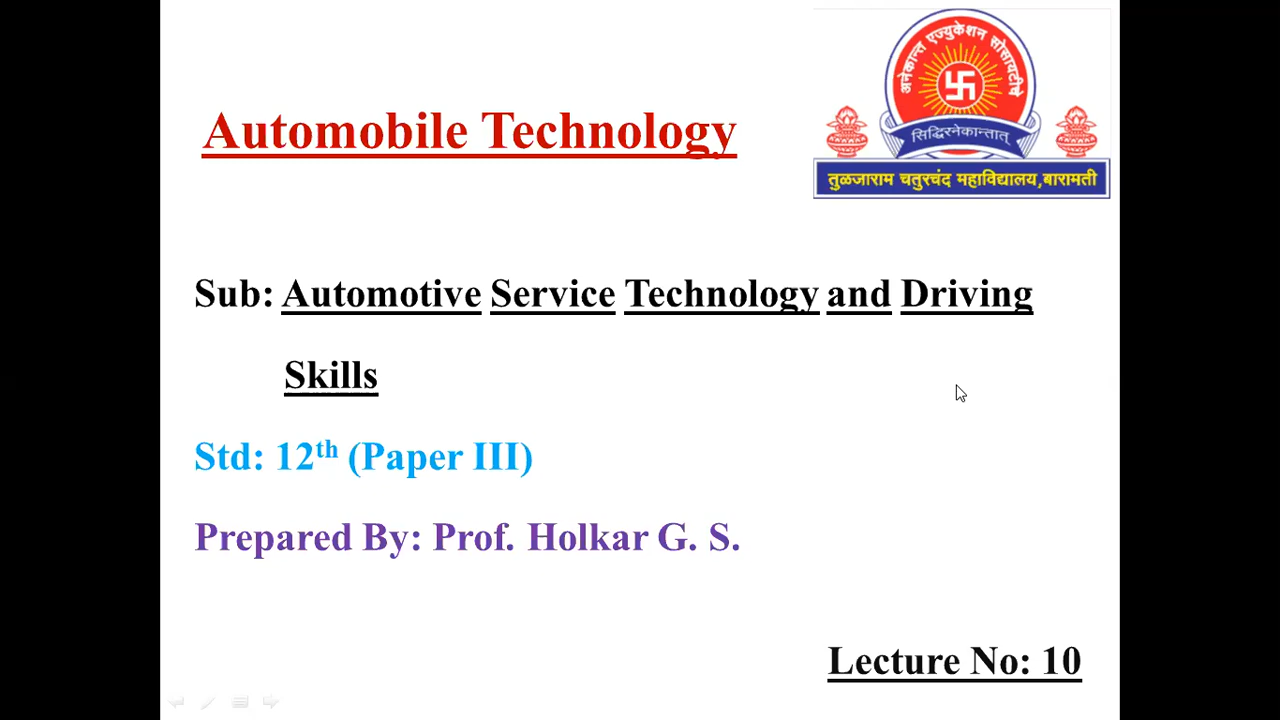 अनेकान्त एज्युकेशन सोसायटीचे
सिद्धिरनेकान्तात्
तुळजाराम चतुरचंद महाविद्यालय,बारामती
Automobile Technology
Sub: Automotive Service Technology and Driving
Skills
Std: 12th (Paper III)
Prepared By: Prof. Holkar G. S.
Lecture No: 10